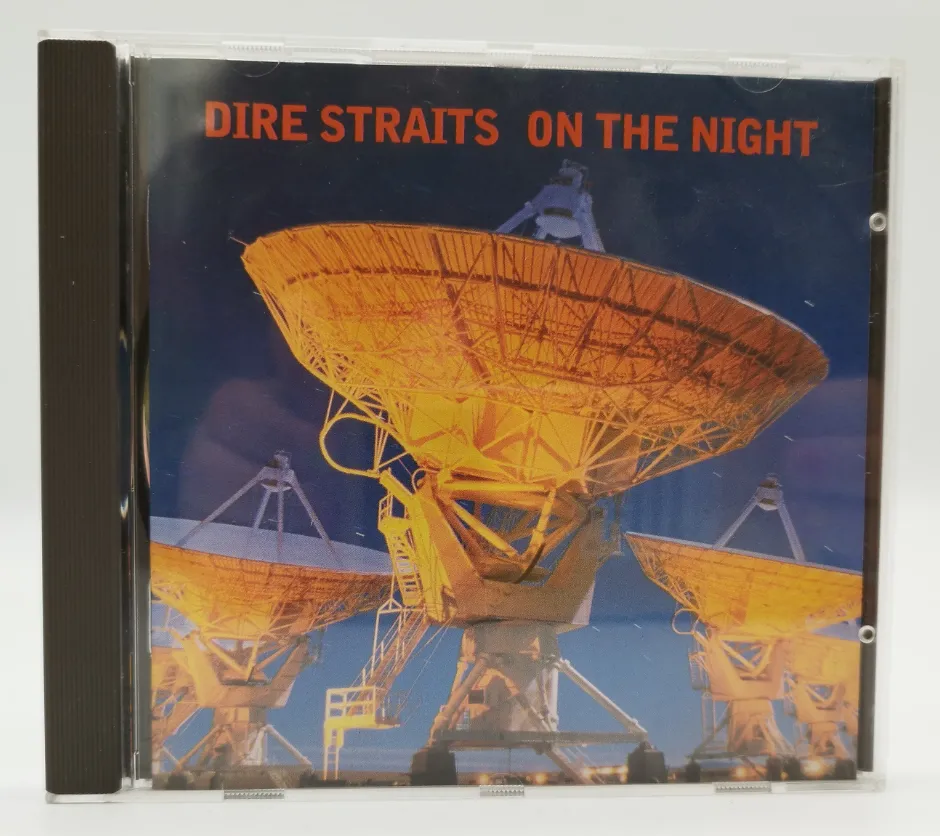 DIRE STRAITS ON THE NIGHT